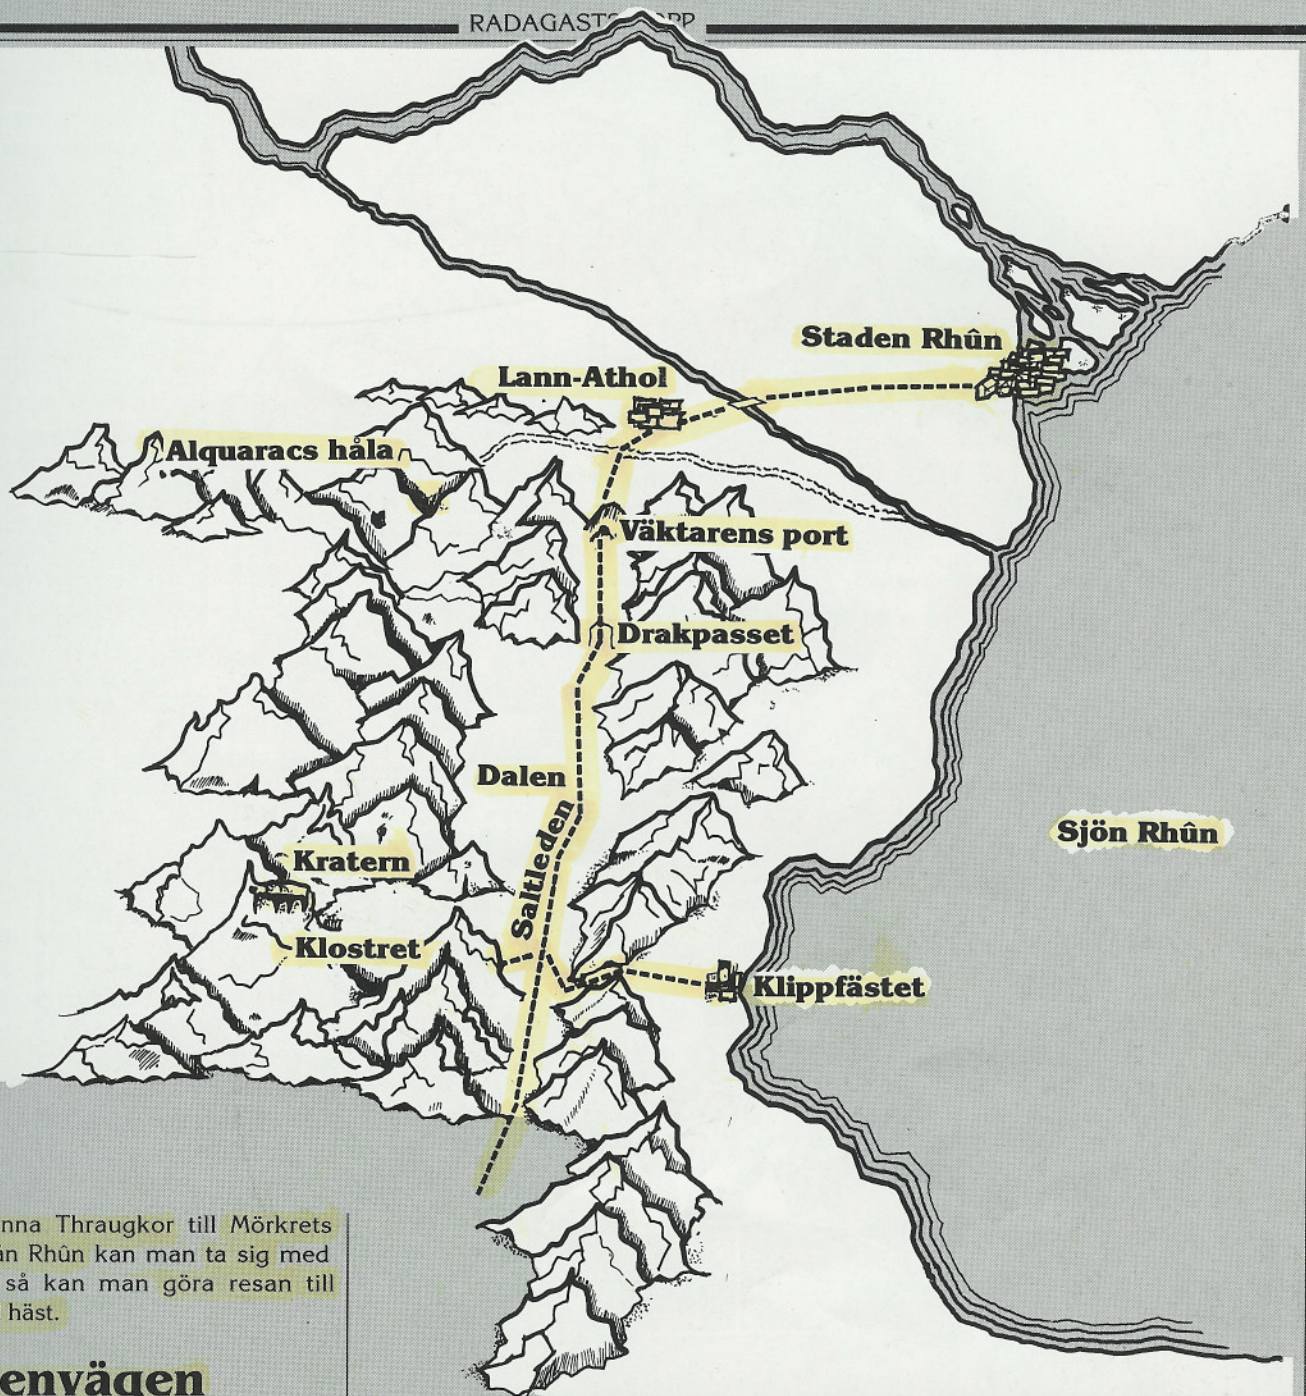 RADAGASTS
Staden Rhûn
Lann-Athol
Alquaracs håla
Väktarens port
Drakpasset
Dalen
Saltleden
Sjön Rhûn
Kratern
Klostret
Klippfästet
Thraugkor till Mörkrets
Rhûn kan man ta sig med
så kan man göra resan till
häst.